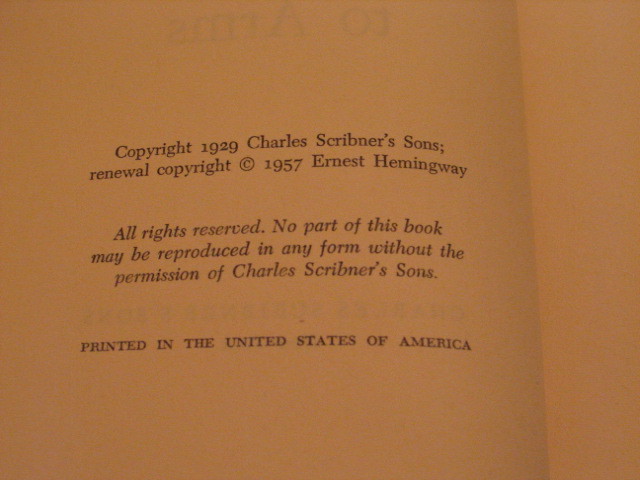 Copyright 1929 Charles Scribner's Sons;
renewal copyright © 1957 Ernest Hemingway
All rights reserved. No part of this book
may be reproduced in any form without the
permission of Charles Scribner's Sons.
PRINTED IN THE UNITED STATES OF AMERICA